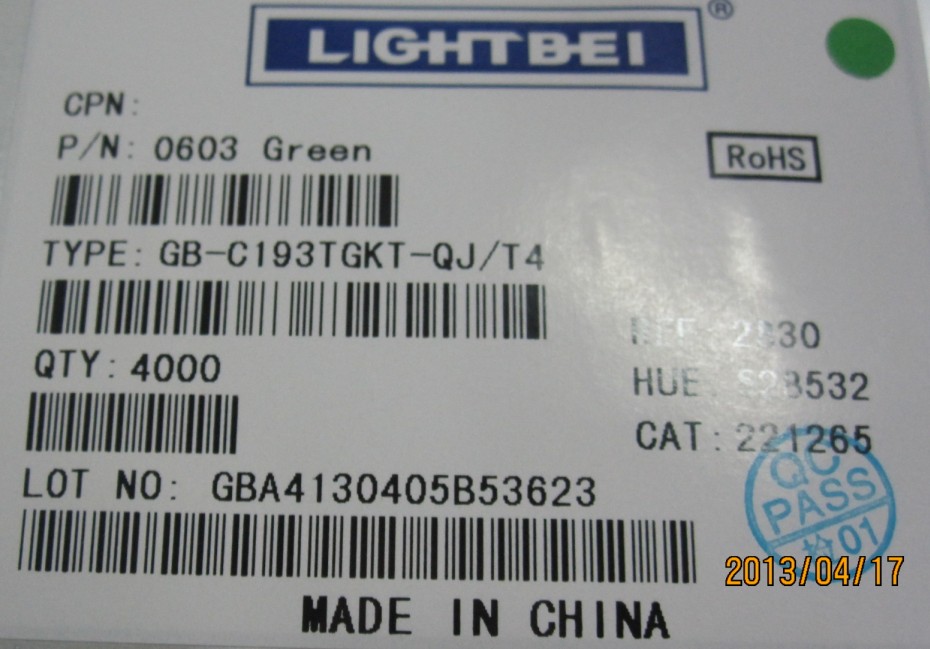 LIGHTBEI ®
CPN:
P/N: 0603 Green
RoHS
TYPE: GB-C193TGKT-QJ/T4
QTY: 4000
HUE
CAT: 221265
LOT NO: GBA4130405B53623
QC
PASS
01
2013/04/17
MADE IN CHINA